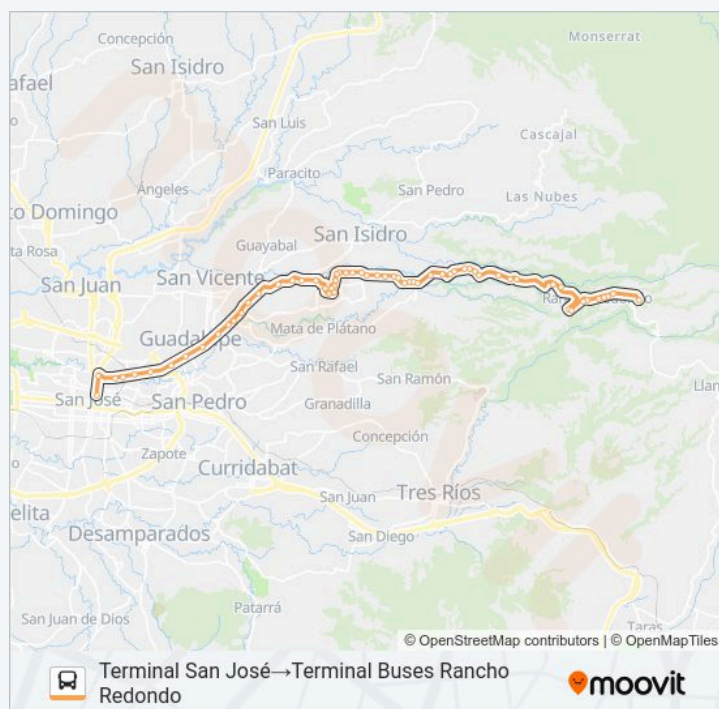 Concepción
Monserrat
San Isidro
afael
San Luis
Cascajal
Paracito
Ángeles
San Pedro
Las Nubes
to Domingo
ta Rosa
Guayabal
San Isidro
San Juan
San Vicente
Ran
o
Mata de Plátano
Guadalupe
San Rafael
San Ramón
Llan
San José
San Pedro
Granadilla
Zapote
Concepción
o
Curridabat
San Juan
Tres Ríos
elita
Desamparados
San Diego
Patarrá
San Juan de Dios
Taras
© OpenStreetMap contributors | © OpenMapTiles
Terminal San José→Terminal Buses Rancho
Redondo
moovit